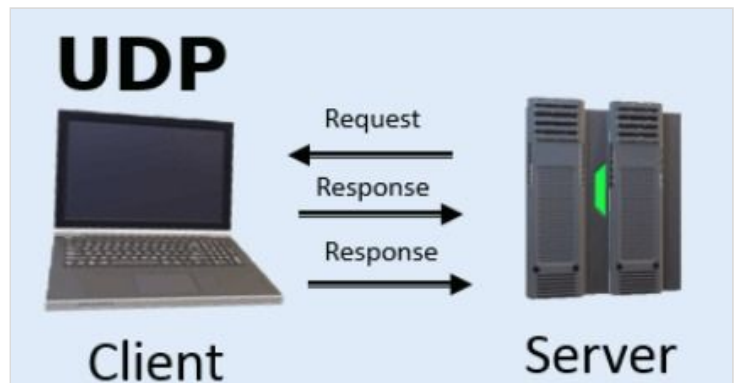 UDP
Request
Response
Response
Client
Server